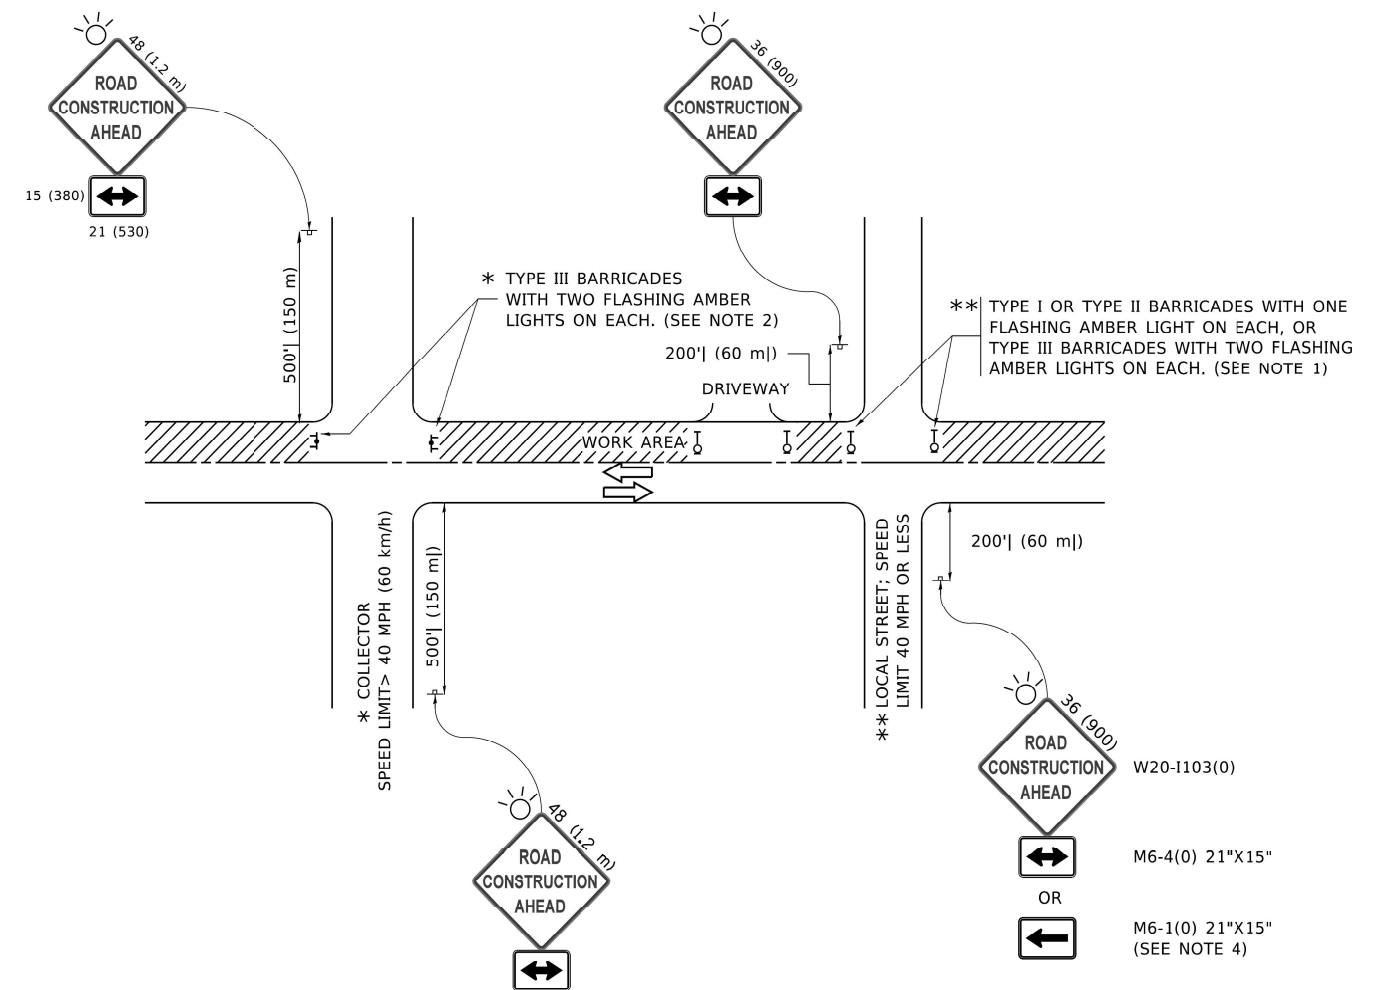 48 (1.2 m)
ROAD
CONSTRUCTION
AHEAD
15 (380)
21 (530)
36 (900)
ROAD
CONSTRUCTION
AHEAD
500'| (150 m)
* TYPE III BARRICADES
WITH TWO FLASHING AMBER
LIGHTS ON EACH. (SEE NOTE 2)
200'| (60 m|)
DRIVEWAY
** TYPE I OR TYPE II BARRICADES WITH ONE
FLASHING AMBER LIGHT ON EACH, OR
TYPE III BARRICADES WITH TWO FLASHING
AMBER LIGHTS ON EACH. (SEE NOTE 1)
WORK AREA
* COLLECTOR
SPEED LIMIT> 40 MPH (60 km/h)
500'| (150 m|)
** LOCAL STREET; SPEED
LIMIT 40 MPH OR LESS
200'| (60 m|)
48 (1.2 m)
ROAD
CONSTRUCTION
AHEAD
36 (900)
ROAD
CONSTRUCTION
AHEAD
W20-I103(0)
M6-4(0) 21"X15"
OR
M6-1(0) 21"X15"
(SEE NOTE 4)